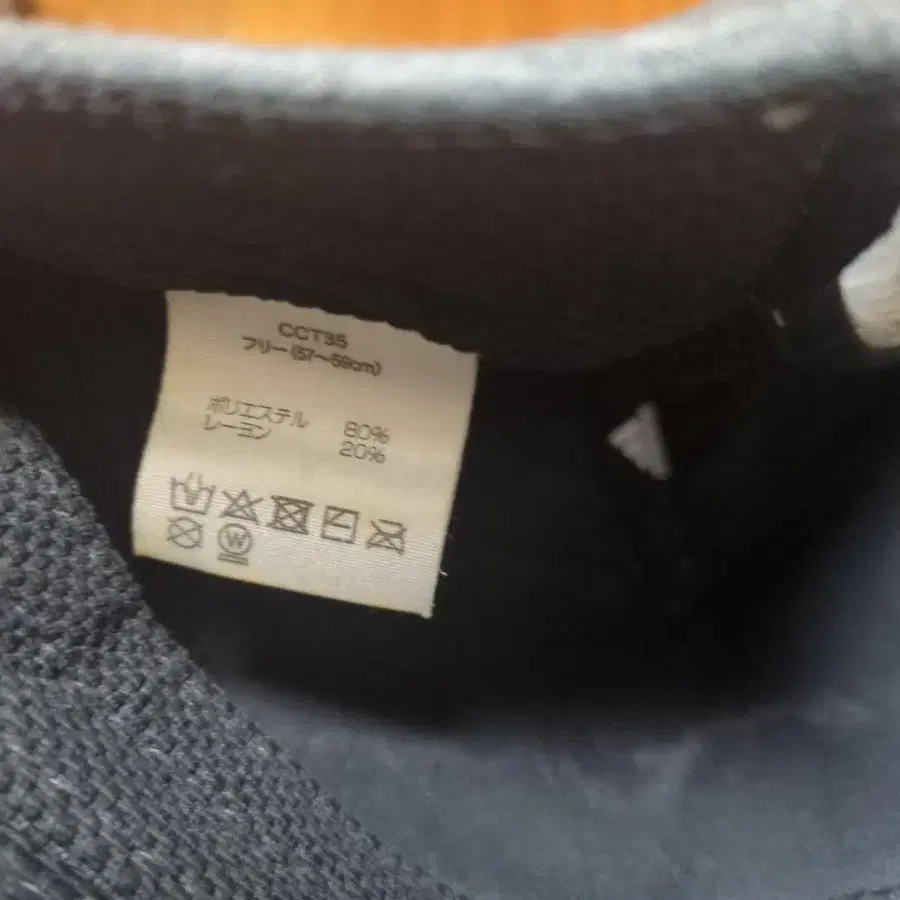 CCT35
フリー(57〜59cm)
ポリエステル 80%
レーヨン 20%
W